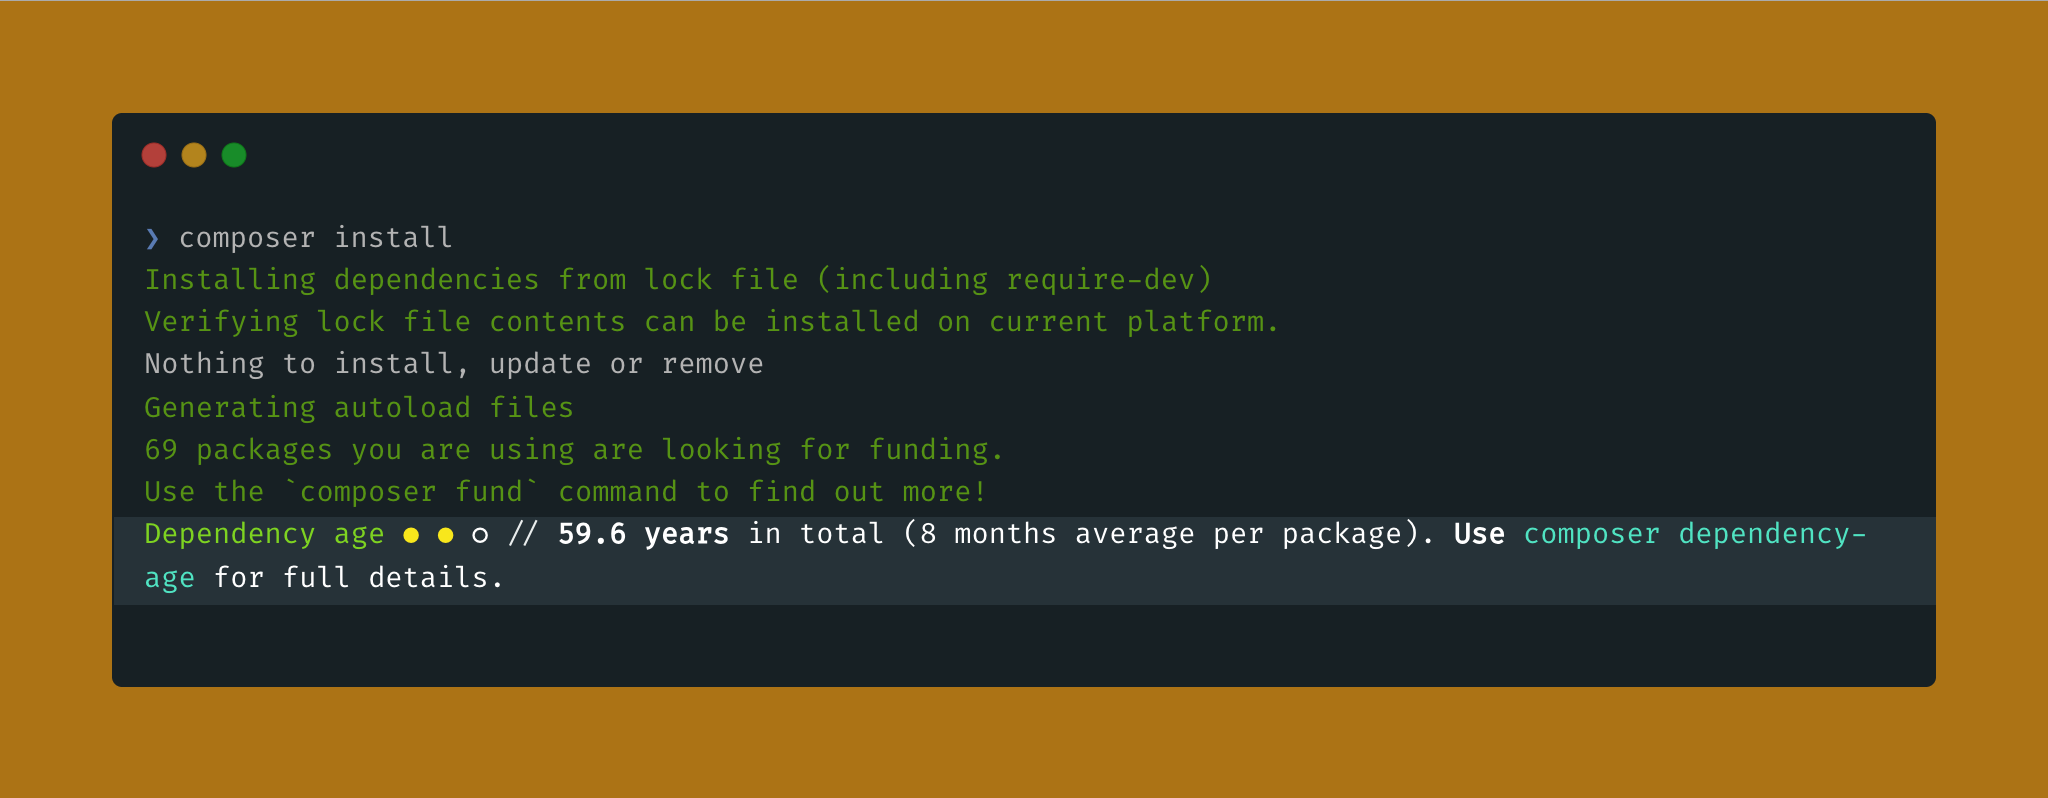 ❯ composer install
Installing dependencies from lock file (including require-dev)
Verifying lock file contents can be installed on current platform.
Nothing to install, update or remove
Generating autoload files
69 packages you are using are looking for funding.
Use the `composer fund` command to find out more!
Dependency age ● ● ○ // 59.6 years in total (8 months average per package). Use composer dependency-
age for full details.